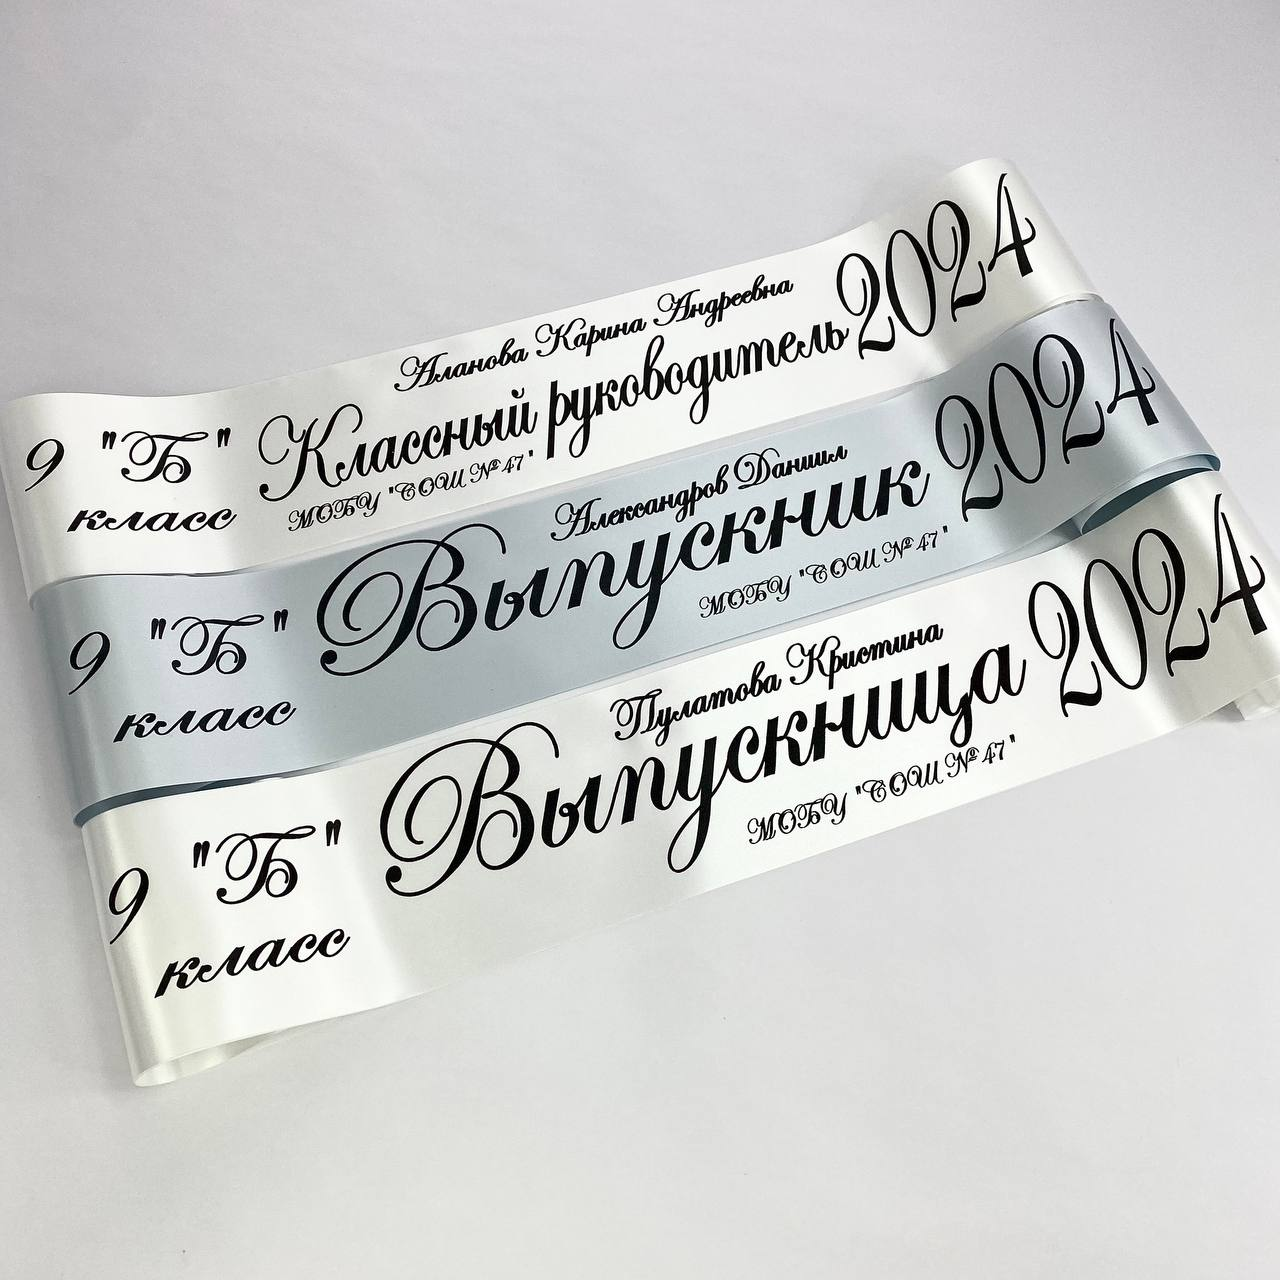 Аланова Карина Андреевна
9 "Б" Классный руководитель 2024
класс МОБУ "СОШ № 47"
Александров Даниил
9 "Б" Выпускник 2024
класс МОБУ "СОШ № 47"
Пулатова Кристина
9 "Б" Выпускница 2024
класс МОБУ "СОШ № 47"